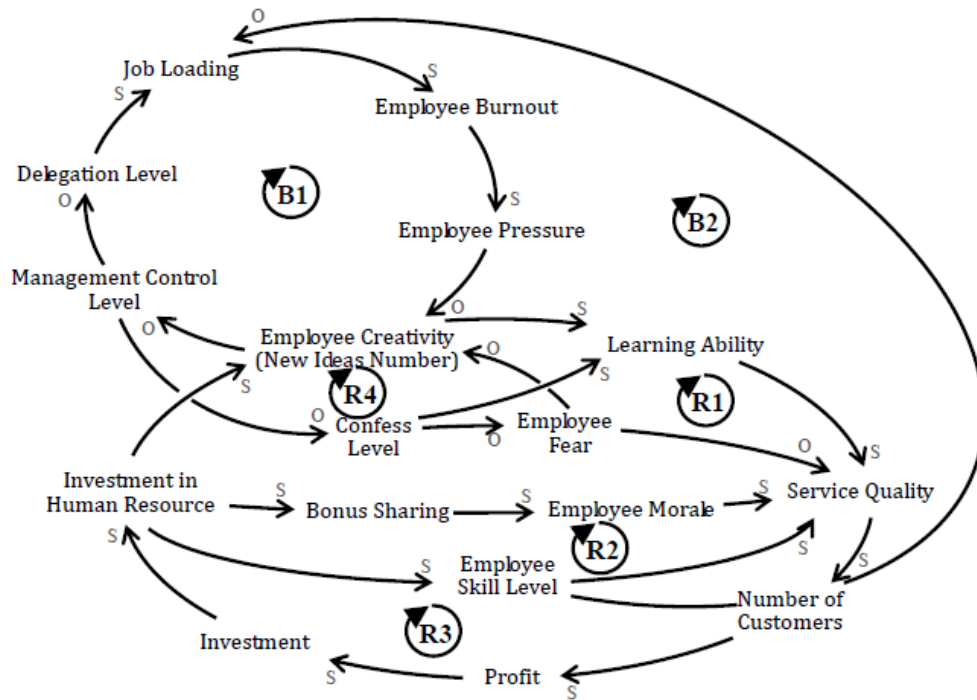 O
Job Loading
S
S
Employee Burnout
Delegation Level
O
B1
S
B2
Employee Pressure
Management Control
Level
O
O
S
Employee Creativity
(New Ideas Number)
O
Learning Ability
S
S
R4
R1
O
Confess
Level
O
Employee
Fear
O
S
Investment in
Human Resource
S
Bonus Sharing
S
Employee Morale
S
Service Quality
S
R2
S
S
Employee
Skill Level
S
Number of
Customers
R3
Investment
S
Profit
S